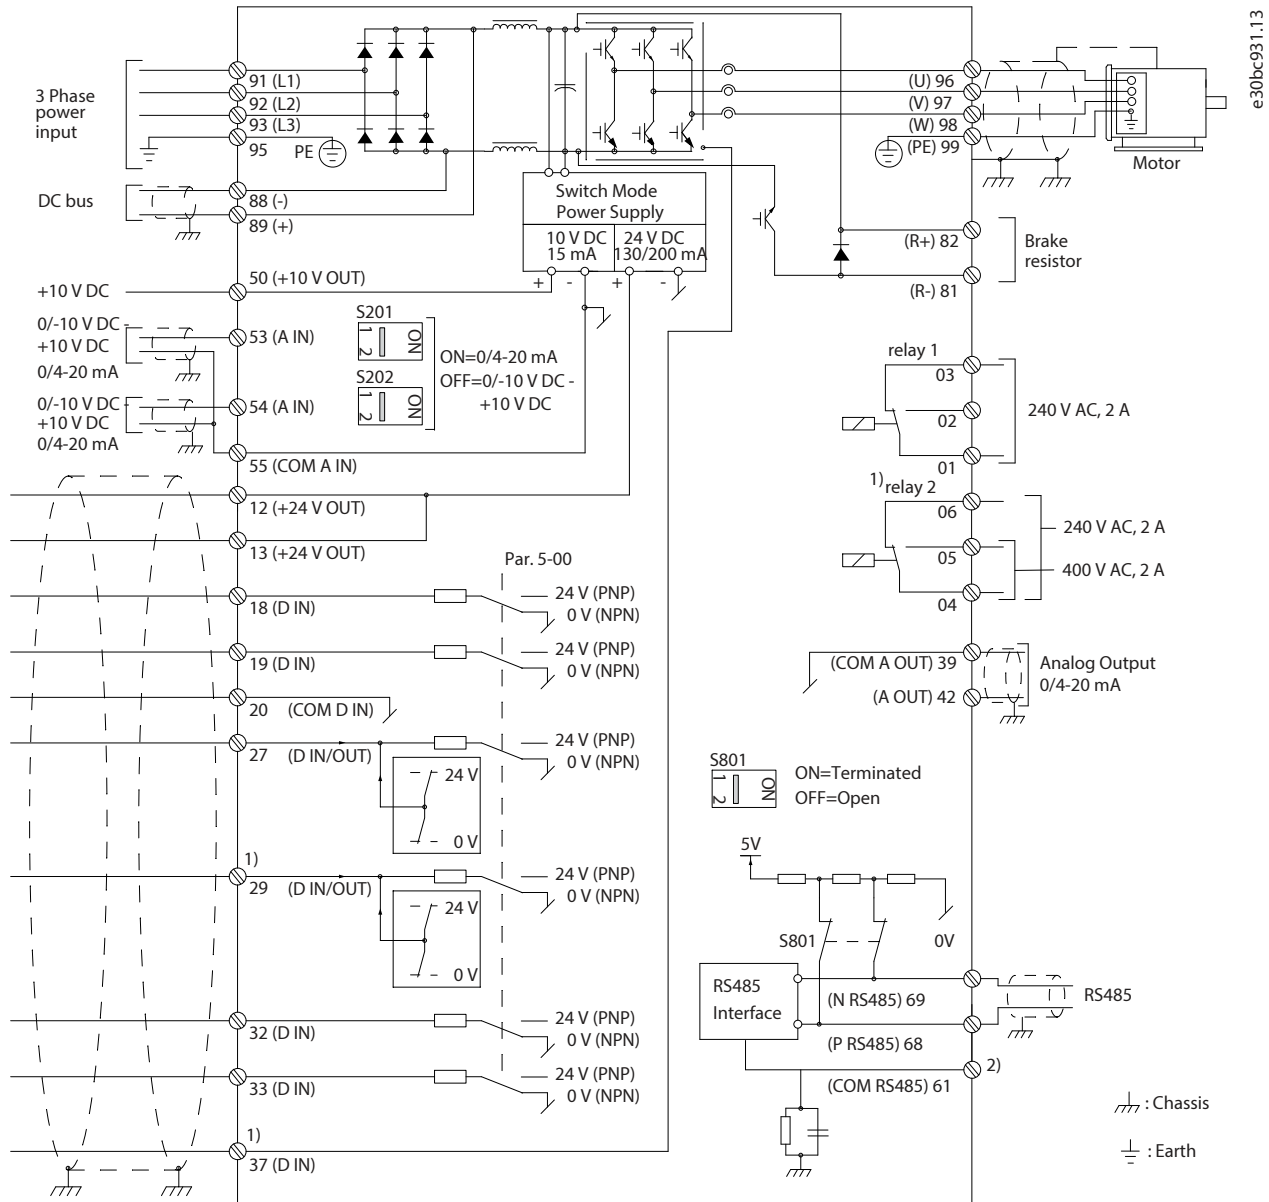 e30bc931.13
3 Phase
power
input
91 (L1)
92 (L2)
93 (L3)
95
PE
(U) 96
(V) 97
(W) 98
(PE) 99
Motor
DC bus
88 (-)
89 (+)
Switch Mode
Power Supply
10 V DC
15 mA
24 V DC
130/200 mA
+ - + -
(R+) 82
(R-) 81
Brake
resistor
+10 V DC
50 (+10 V OUT)
0/-10 V DC -
+10 V DC
0/4-20 mA
53 (A IN)
S201
1 2
ON
S202
1 2
ON
ON=0/4-20 mA
OFF=0/-10 V DC -
+10 V DC
0/-10 V DC -
+10 V DC
0/4-20 mA
54 (A IN)
55 (COM A IN)
relay 1
03
02
01
240 V AC, 2 A
1) relay 2
06
05
04
240 V AC, 2 A
400 V AC, 2 A
12 (+24 V OUT)
13 (+24 V OUT)
Par. 5-00
18 (D IN)
24 V (PNP)
0 V (NPN)
19 (D IN)
24 V (PNP)
0 V (NPN)
20 (COM D IN)
27 (D IN/OUT)
24 V (PNP)
0 V (NPN)
24 V
0 V
1)
29 (D IN/OUT)
24 V (PNP)
0 V (NPN)
24 V
0 V
32 (D IN)
24 V (PNP)
0 V (NPN)
33 (D IN)
24 V (PNP)
0 V (NPN)
1)
37 (D IN)
(COM A OUT) 39
(A OUT) 42
Analog Output
0/4-20 mA
S801
1 2
ON
ON=Terminated
OFF=Open
5V
S801
0V
RS485
Interface
(N RS485) 69
(P RS485) 68
(COM RS485) 61
RS485
2)
: Chassis
: Earth